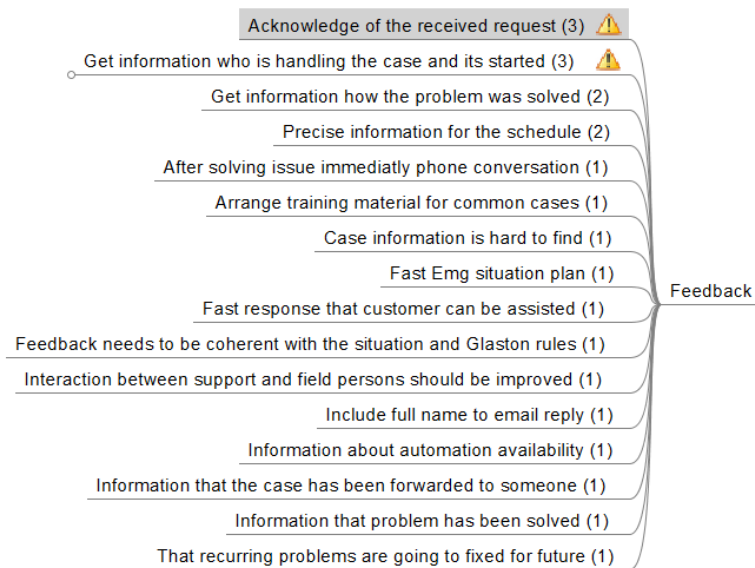 Acknowledge of the received request (3)
Get information who is handling the case and its started (3)
Get information how the problem was solved (2)
Precise information for the schedule (2)
After solving issue immediatly phone conversation (1)
Arrange training material for common cases (1)
Case information is hard to find (1)
Fast Emg situation plan (1)
Feedback
Fast response that customer can be assisted (1)
Feedback needs to be coherent with the situation and Glaston rules (1)
Interaction between support and field persons should be improved (1)
Include full name to email reply (1)
Information about automation availability (1)
Information that the case has been forwarded to someone (1)
Information that problem has been solved (1)
That recurring problems are going to fixed for future (1)